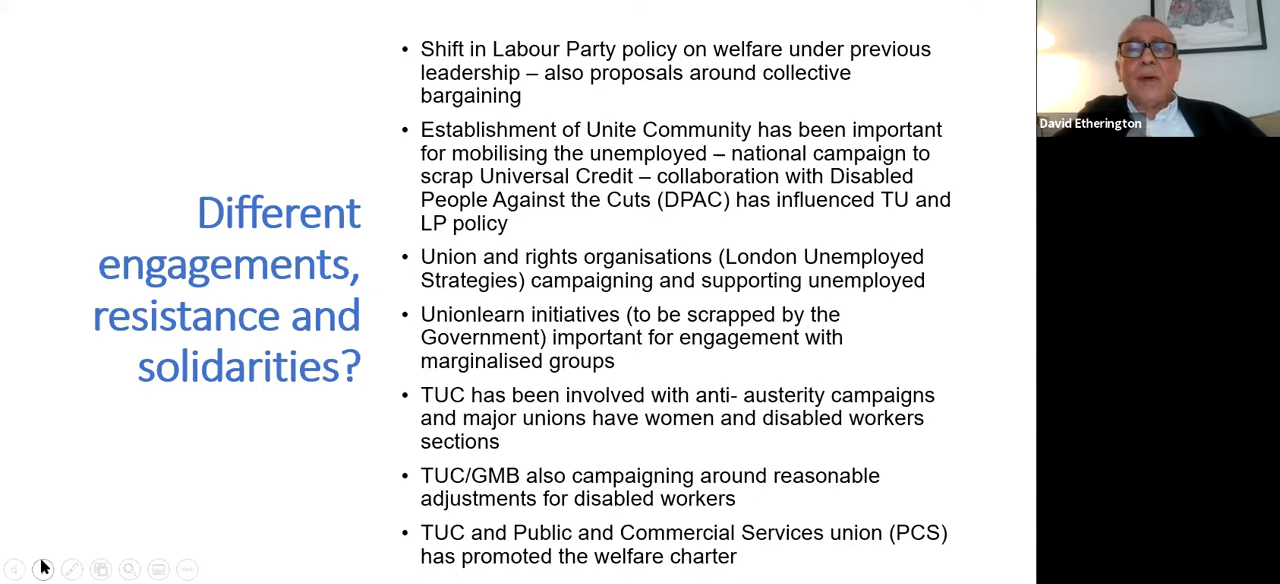 Different
engagements,
resistance and
solidarities?
• Shift in Labour Party policy on welfare under previous
leadership – also proposals around collective
bargaining
• Establishment of Unite Community has been important
for mobilising the unemployed – national campaign to
scrap Universal Credit – collaboration with Disabled
People Against the Cuts (DPAC) has influenced TU and
LP policy
• Union and rights organisations (London Unemployed
Strategies) campaigning and supporting unemployed
• Unionlearn initiatives (to be scrapped by the
Government) important for engagement with
marginalised groups
• TUC has been involved with anti- austerity campaigns
and major unions have women and disabled workers
sections
• TUC/GMB also campaigning around reasonable
adjustments for disabled workers
• TUC and Public and Commercial Services union (PCS)
has promoted the welfare charter
David Etherington